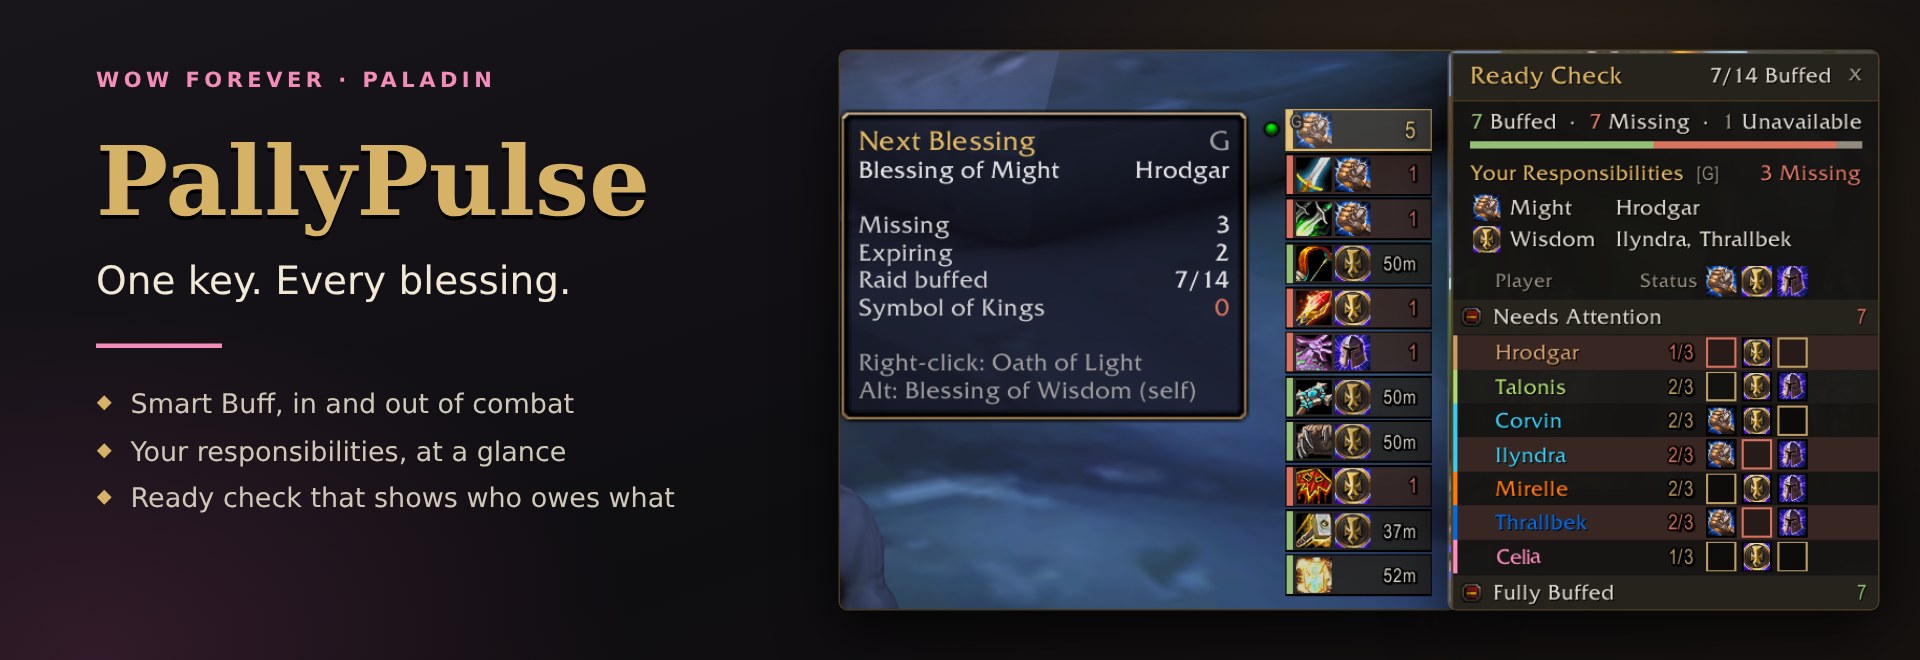 WOW FOREVER · PALADIN
PallyPulse
One key. Every blessing.
Smart Buff, in and out of combat
Your responsibilities, at a glance
Ready check that shows who owes what
Next Blessing G
Blessing of Might Hrodgar
Missing 3
Expiring 2
Raid buffed 7/14
Symbol of Kings 0
Right-click: Oath of Light
Alt: Blessing of Wisdom (self)
G 5
1
1
50m
1
1
50m
50m
1
37m
52m
Ready Check 7/14 Buffed X
7 Buffed · 7 Missing · 1 Unavailable
Your Responsibilities [G] 3 Missing
Might Hrodgar
Wisdom Ilyndra, Thrallbek
Player Status
Needs Attention 7
Hrodgar 1/3
Talonis 2/3
Corvin 2/3
Ilyndra 2/3
Mirelle 2/3
Thrallbek 2/3
Celia 1/3
Fully Buffed 7